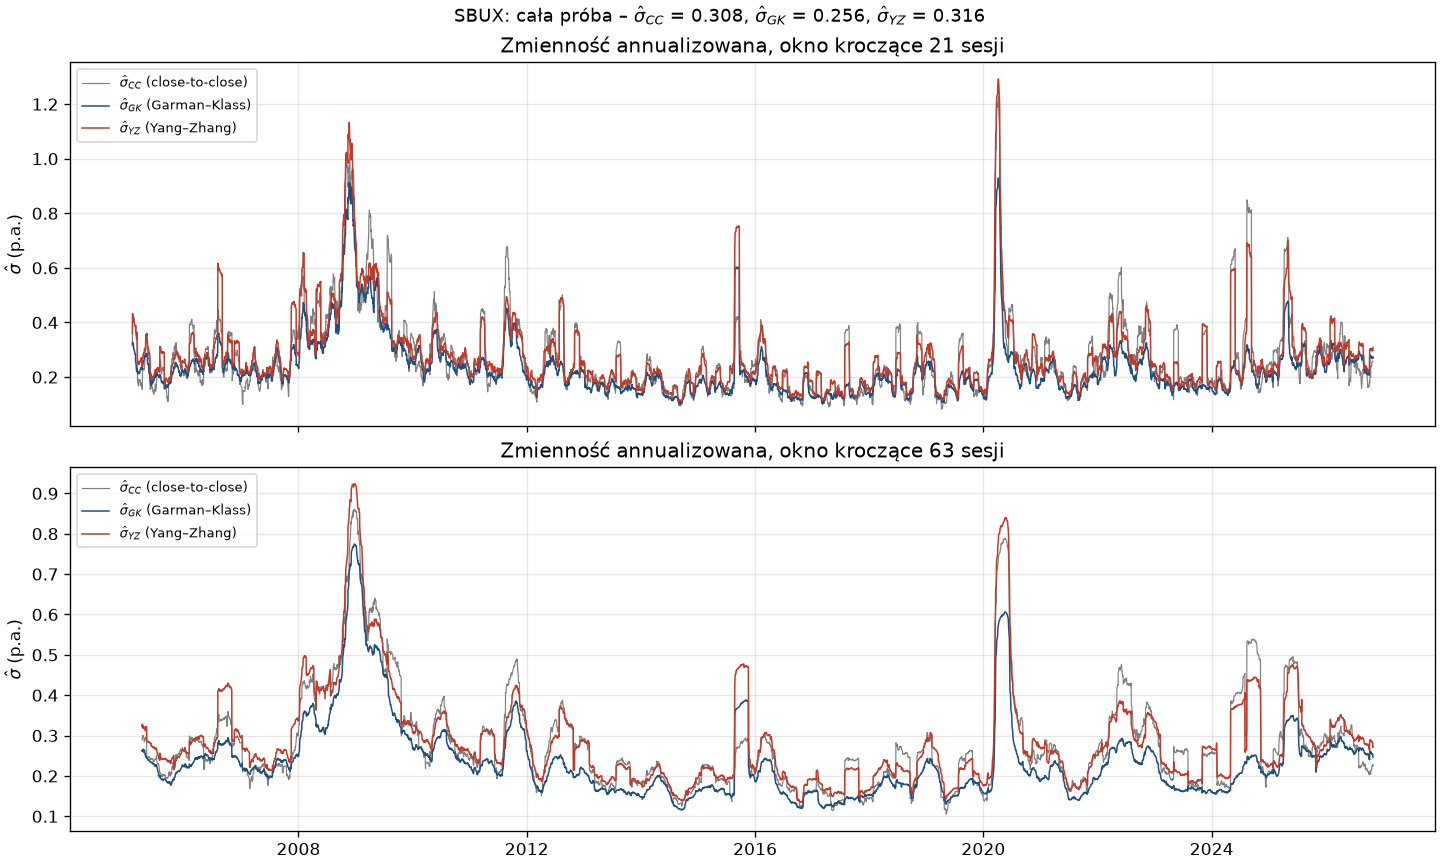 SBUX: cała próba – σ̂_CC = 0.308, σ̂_GK = 0.256, σ̂_YZ = 0.316
Zmienność annualizowana, okno kroczące 21 sesji
σ̂_CC (close-to-close)
σ̂_GK (Garman–Klass)
σ̂_YZ (Yang–Zhang)
σ̂ (p.a.)
1.2
1.0
0.8
0.6
0.4
0.2
Zmienność annualizowana, okno kroczące 63 sesji
σ̂_CC (close-to-close)
σ̂_GK (Garman–Klass)
σ̂_YZ (Yang–Zhang)
σ̂ (p.a.)
0.9
0.8
0.7
0.6
0.5
0.4
0.3
0.2
0.1
2008 2012 2016 2020 2024